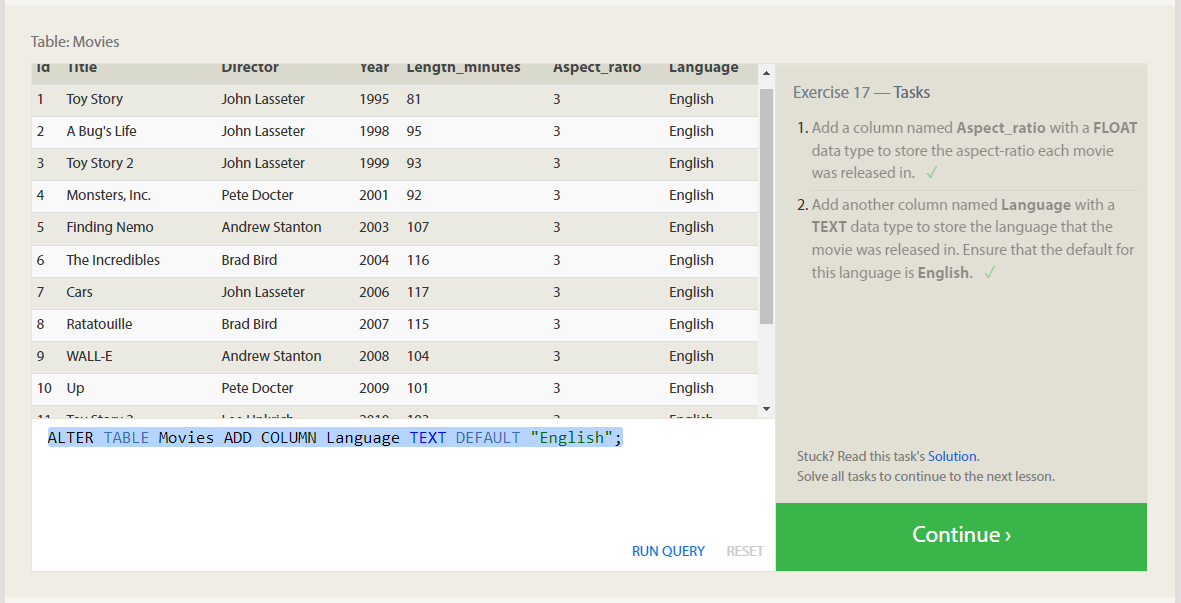 Table: Movies
Id Title Director Year Length_minutes Aspect_ratio Language
1 Toy Story John Lasseter 1995 81 3 English
2 A Bug's Life John Lasseter 1998 95 3 English
3 Toy Story 2 John Lasseter 1999 93 3 English
4 Monsters, Inc. Pete Docter 2001 92 3 English
5 Finding Nemo Andrew Stanton 2003 107 3 English
6 The Incredibles Brad Bird 2004 116 3 English
7 Cars John Lasseter 2006 117 3 English
8 Ratatouille Brad Bird 2007 115 3 English
9 WALL-E Andrew Stanton 2008 104 3 English
10 Up Pete Docter 2009 101 3 English
11 Toy Story 3 Lee Unkrich 2010 103 3 English
ALTER TABLE Movies ADD COLUMN Language TEXT DEFAULT "English";
RUN QUERY RESET
Exercise 17 — Tasks
1. Add a column named Aspect_ratio with a FLOAT
data type to store the aspect-ratio each movie
was released in. ✓
2. Add another column named Language with a
TEXT data type to store the language that the
movie was released in. Ensure that the default for
this language is English. ✓
Stuck? Read this task's Solution.
Solve all tasks to continue to the next lesson.
Continue ›